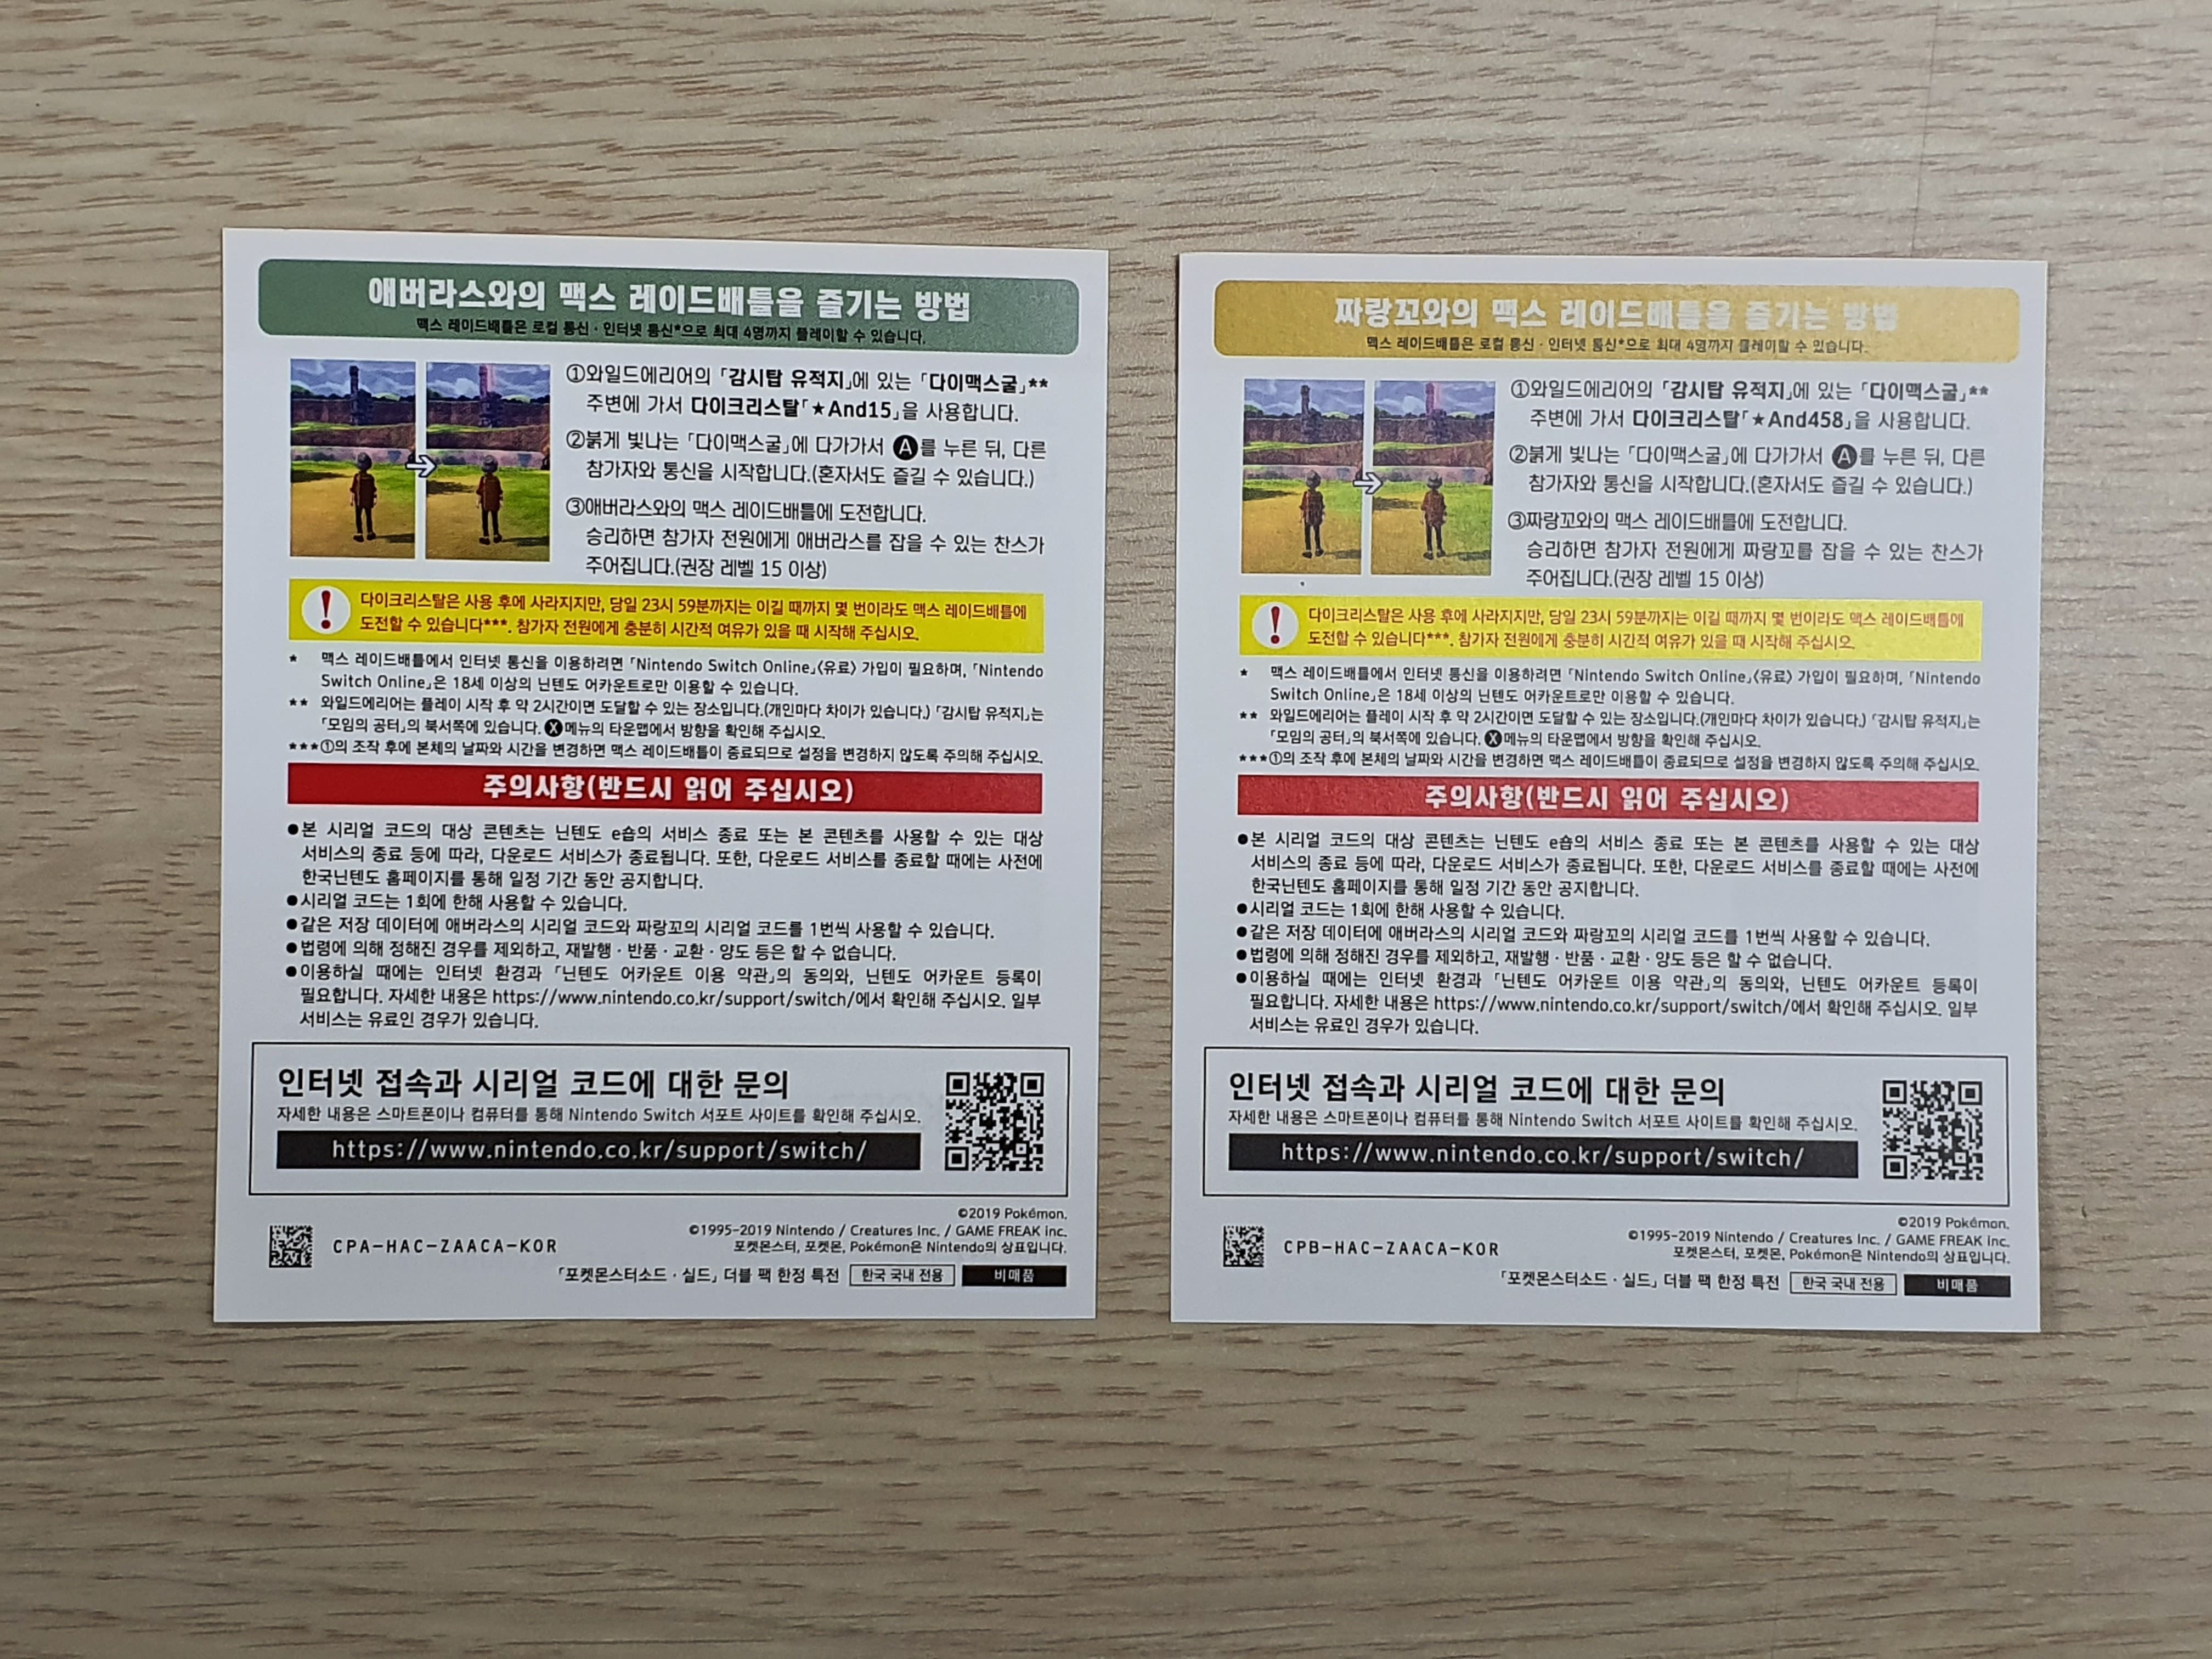 애버라스와의 맥스 레이드배틀을 즐기는 방법
맥스 레이드배틀은 로컬 통신 · 인터넷 통신*으로 최대 4명까지 플레이할 수 있습니다.
①와일드에리어의 「감시탑 유적지」에 있는 「다이맥스굴」**
주변에 가서 다이크리스탈「★And15」을 사용합니다.
②붉게 빛나는 「다이맥스굴」에 다가가서 A를 누른 뒤, 다른
참가자와 통신을 시작합니다.(혼자서도 즐길 수 있습니다.)
③애버라스와의 맥스 레이드배틀에 도전합니다.
승리하면 참가자 전원에게 애버라스를 잡을 수 있는 찬스가
주어집니다.(권장 레벨 15 이상)
! 다이크리스탈은 사용 후에 사라지지만, 당일 23시 59분까지는 이길 때까지 몇 번이라도 맥스 레이드배틀에
도전할 수 있습니다***. 참가자 전원에게 충분히 시간적 여유가 있을 때 시작해 주십시오.
* 맥스 레이드배틀에서 인터넷 통신을 이용하려면 「Nintendo Switch Online」(유료) 가입이 필요하며, 「Nintendo
Switch Online」은 18세 이상의 닌텐도 어카운트로만 이용할 수 있습니다.
** 와일드에리어는 플레이 시작 후 약 2시간이면 도달할 수 있는 장소입니다.(개인마다 차이가 있습니다.) 「감시탑 유적지」는
「모임의 공터」의 북서쪽에 있습니다. X메뉴의 타운맵에서 방향을 확인해 주십시오.
***①의 조작 후에 본체의 날짜와 시간을 변경하면 맥스 레이드배틀이 종료되므로 설정을 변경하지 않도록 주의해 주십시오.
주의사항(반드시 읽어 주십시오)
●본 시리얼 코드의 대상 콘텐츠는 닌텐도 e숍의 서비스 종료 또는 본 콘텐츠를 사용할 수 있는 대상
서비스의 종료 등에 따라, 다운로드 서비스가 종료됩니다. 또한, 다운로드 서비스를 종료할 때에는 사전에
한국닌텐도 홈페이지를 통해 일정 기간 동안 공지합니다.
●시리얼 코드는 1회에 한해 사용할 수 있습니다.
●같은 저장 데이터에 애버라스의 시리얼 코드와 짜랑꼬의 시리얼 코드를 1번씩 사용할 수 있습니다.
●법령에 의해 정해진 경우를 제외하고, 재발행 · 반품 · 교환 · 양도 등은 할 수 없습니다.
●이용하실 때에는 인터넷 환경과 「닌텐도 어카운트 이용 약관」의 동의와, 닌텐도 어카운트 등록이
필요합니다. 자세한 내용은 https://www.nintendo.co.kr/support/switch/에서 확인해 주십시오. 일부
서비스는 유료인 경우가 있습니다.
인터넷 접속과 시리얼 코드에 대한 문의
자세한 내용은 스마트폰이나 컴퓨터를 통해 Nintendo Switch 서포트 사이트를 확인해 주십시오.
https://www.nintendo.co.kr/support/switch/
©2019 Pokémon.
©1995-2019 Nintendo / Creatures Inc. / GAME FREAK inc.
포켓몬스터, 포켓몬, Pokémon은 Nintendo의 상표입니다.
CPA-HAC-ZAACA-KOR
「포켓몬스터소드 · 실드」 더블 팩 한정 특전 한국 국내 전용 비매품
짜랑꼬와의 맥스 레이드배틀을 즐기는 방법
맥스 레이드배틀은 로컬 통신 · 인터넷 통신*으로 최대 4명까지 플레이할 수 있습니다.
①와일드에리어의 「감시탑 유적지」에 있는 「다이맥스굴」**
주변에 가서 다이크리스탈「★And458」을 사용합니다.
②붉게 빛나는 「다이맥스굴」에 다가가서 A를 누른 뒤, 다른
참가자와 통신을 시작합니다.(혼자서도 즐길 수 있습니다.)
③짜랑꼬와의 맥스 레이드배틀에 도전합니다.
승리하면 참가자 전원에게 짜랑꼬를 잡을 수 있는 찬스가
주어집니다.(권장 레벨 15 이상)
! 다이크리스탈은 사용 후에 사라지지만, 당일 23시 59분까지는 이길 때까지 몇 번이라도 맥스 레이드배틀에
도전할 수 있습니다***. 참가자 전원에게 충분히 시간적 여유가 있을 때 시작해 주십시오.
* 맥스 레이드배틀에서 인터넷 통신을 이용하려면 「Nintendo Switch Online」(유료) 가입이 필요하며, 「Nintendo
Switch Online」은 18세 이상의 닌텐도 어카운트로만 이용할 수 있습니다.
** 와일드에리어는 플레이 시작 후 약 2시간이면 도달할 수 있는 장소입니다.(개인마다 차이가 있습니다.) 「감시탑 유적지」는
「모임의 공터」의 북서쪽에 있습니다. X메뉴의 타운맵에서 방향을 확인해 주십시오.
***①의 조작 후에 본체의 날짜와 시간을 변경하면 맥스 레이드배틀이 종료되므로 설정을 변경하지 않도록 주의해 주십시오.
주의사항(반드시 읽어 주십시오)
●본 시리얼 코드의 대상 콘텐츠는 닌텐도 e숍의 서비스 종료 또는 본 콘텐츠를 사용할 수 있는 대상
서비스의 종료 등에 따라, 다운로드 서비스가 종료됩니다. 또한, 다운로드 서비스를 종료할 때에는 사전에
한국닌텐도 홈페이지를 통해 일정 기간 동안 공지합니다.
●시리얼 코드는 1회에 한해 사용할 수 있습니다.
●같은 저장 데이터에 애버라스의 시리얼 코드와 짜랑꼬의 시리얼 코드를 1번씩 사용할 수 있습니다.
●법령에 의해 정해진 경우를 제외하고, 재발행 · 반품 · 교환 · 양도 등은 할 수 없습니다.
●이용하실 때에는 인터넷 환경과 「닌텐도 어카운트 이용 약관」의 동의와, 닌텐도 어카운트 등록이
필요합니다. 자세한 내용은 https://www.nintendo.co.kr/support/switch/에서 확인해 주십시오. 일부
서비스는 유료인 경우가 있습니다.
인터넷 접속과 시리얼 코드에 대한 문의
자세한 내용은 스마트폰이나 컴퓨터를 통해 Nintendo Switch 서포트 사이트를 확인해 주십시오.
https://www.nintendo.co.kr/support/switch/
©2019 Pokémon.
©1995-2019 Nintendo / Creatures Inc. / GAME FREAK inc.
포켓몬스터, 포켓몬, Pokémon은 Nintendo의 상표입니다.
CPB-HAC-ZAACA-KOR
「포켓몬스터소드 · 실드」 더블 팩 한정 특전 한국 국내 전용 비매품